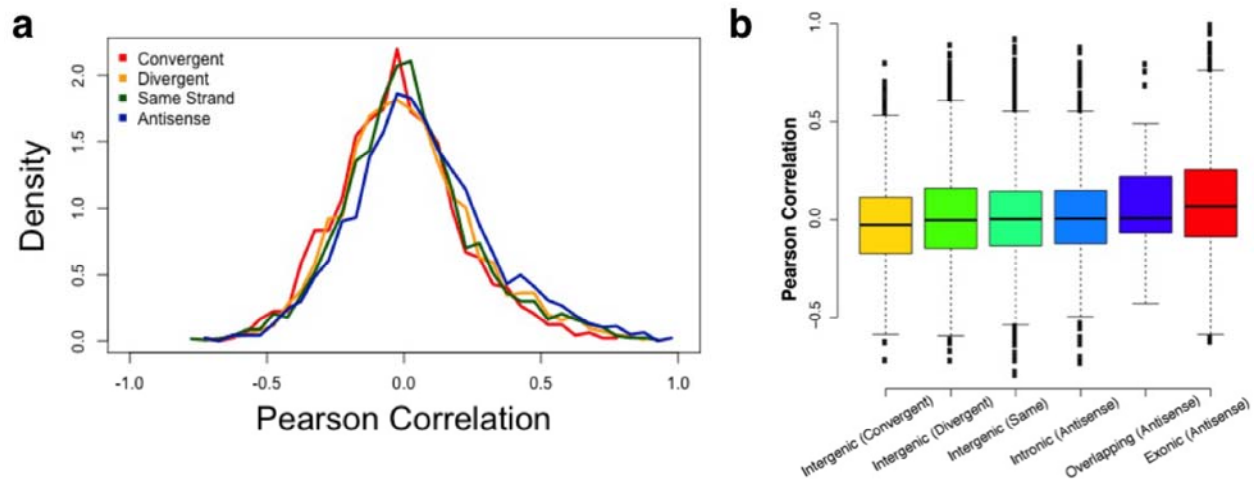 a
Convergent
Divergent
Same Strand
Antisense
Density
0.0
0.5
1.0
1.5
2.0
-1.0
-0.5
0.0
0.5
1.0
Pearson Correlation
b
Pearson Correlation
1.0
0.5
0.0
-0.5
Intergenic (Convergent)
Intergenic (Divergent)
Intergenic (Same)
Intronic (Antisense)
Overlapping (Antisense)
Exonic (Antisense)